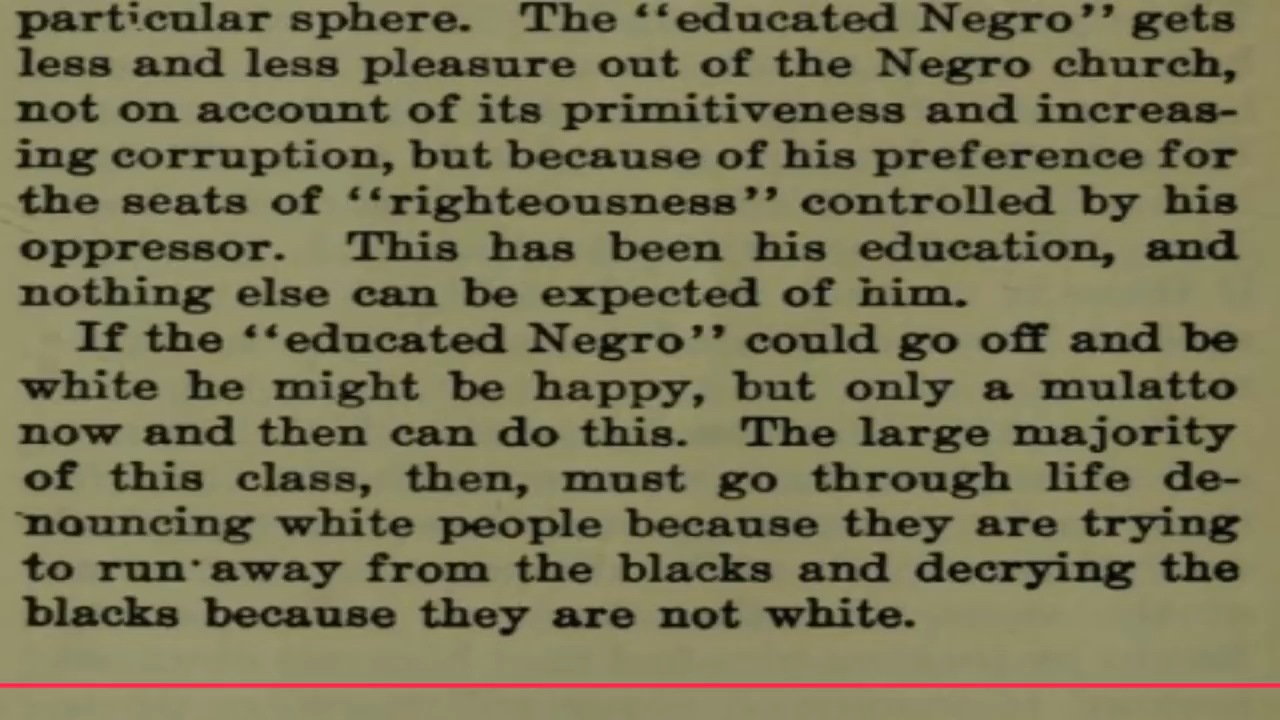 particular sphere. The ‘‘educated Negro’’ gets
less and less pleasure out of the Negro church,
not on account of its primitiveness and increas-
ing corruption, but because of his preference for
the seats of ‘‘righteousness’’ controlled by his
oppressor. This has been his education, and
nothing else can be expected of him.
If the ‘‘educated Negro’’ could go off and be
white he might be happy, but only a mulatto
now and then can do this. The large majority
of this class, then, must go through life de-
nouncing white people because they are trying
to run away from the blacks and decrying the
blacks because they are not white.